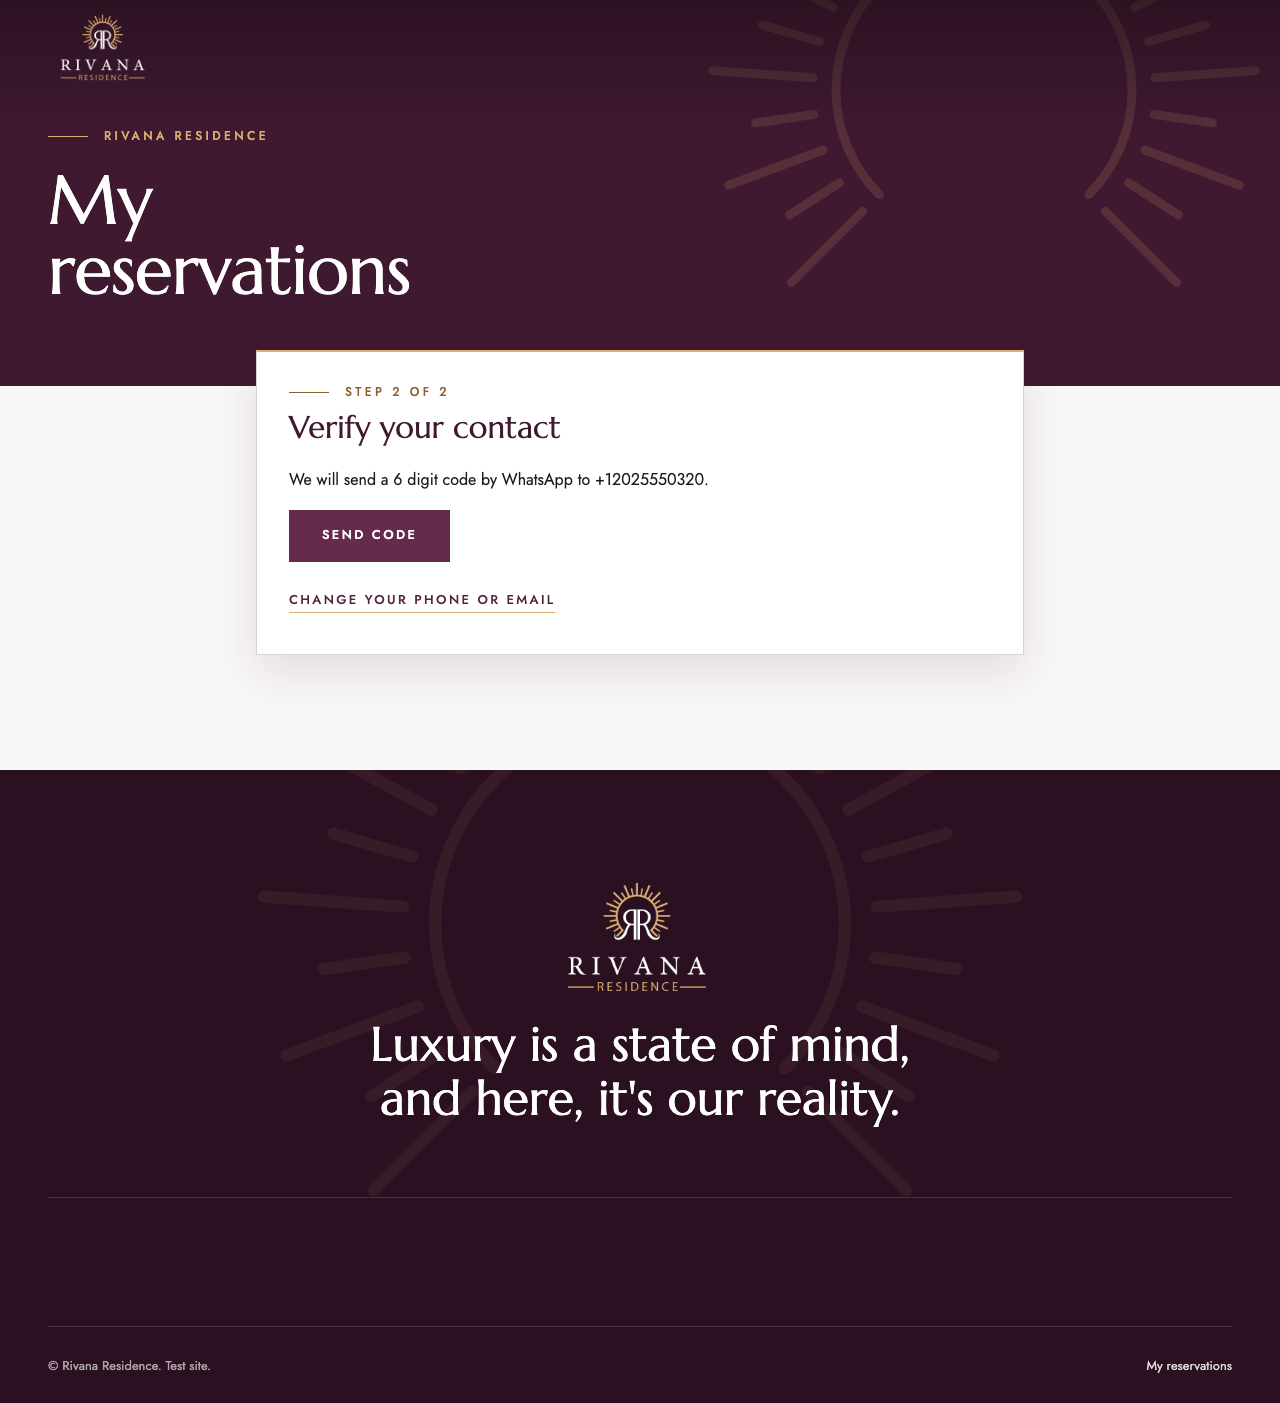 RIVANA
RESIDENCE
RIVANA RESIDENCE
My
reservations
STEP 2 OF 2
Verify your contact
We will send a 6 digit code by WhatsApp to +12025550320.
SEND CODE
CHANGE YOUR PHONE OR EMAIL
RIVANA
RESIDENCE
Luxury is a state of mind,
and here, it's our reality.
© Rivana Residence. Test site.
My reservations